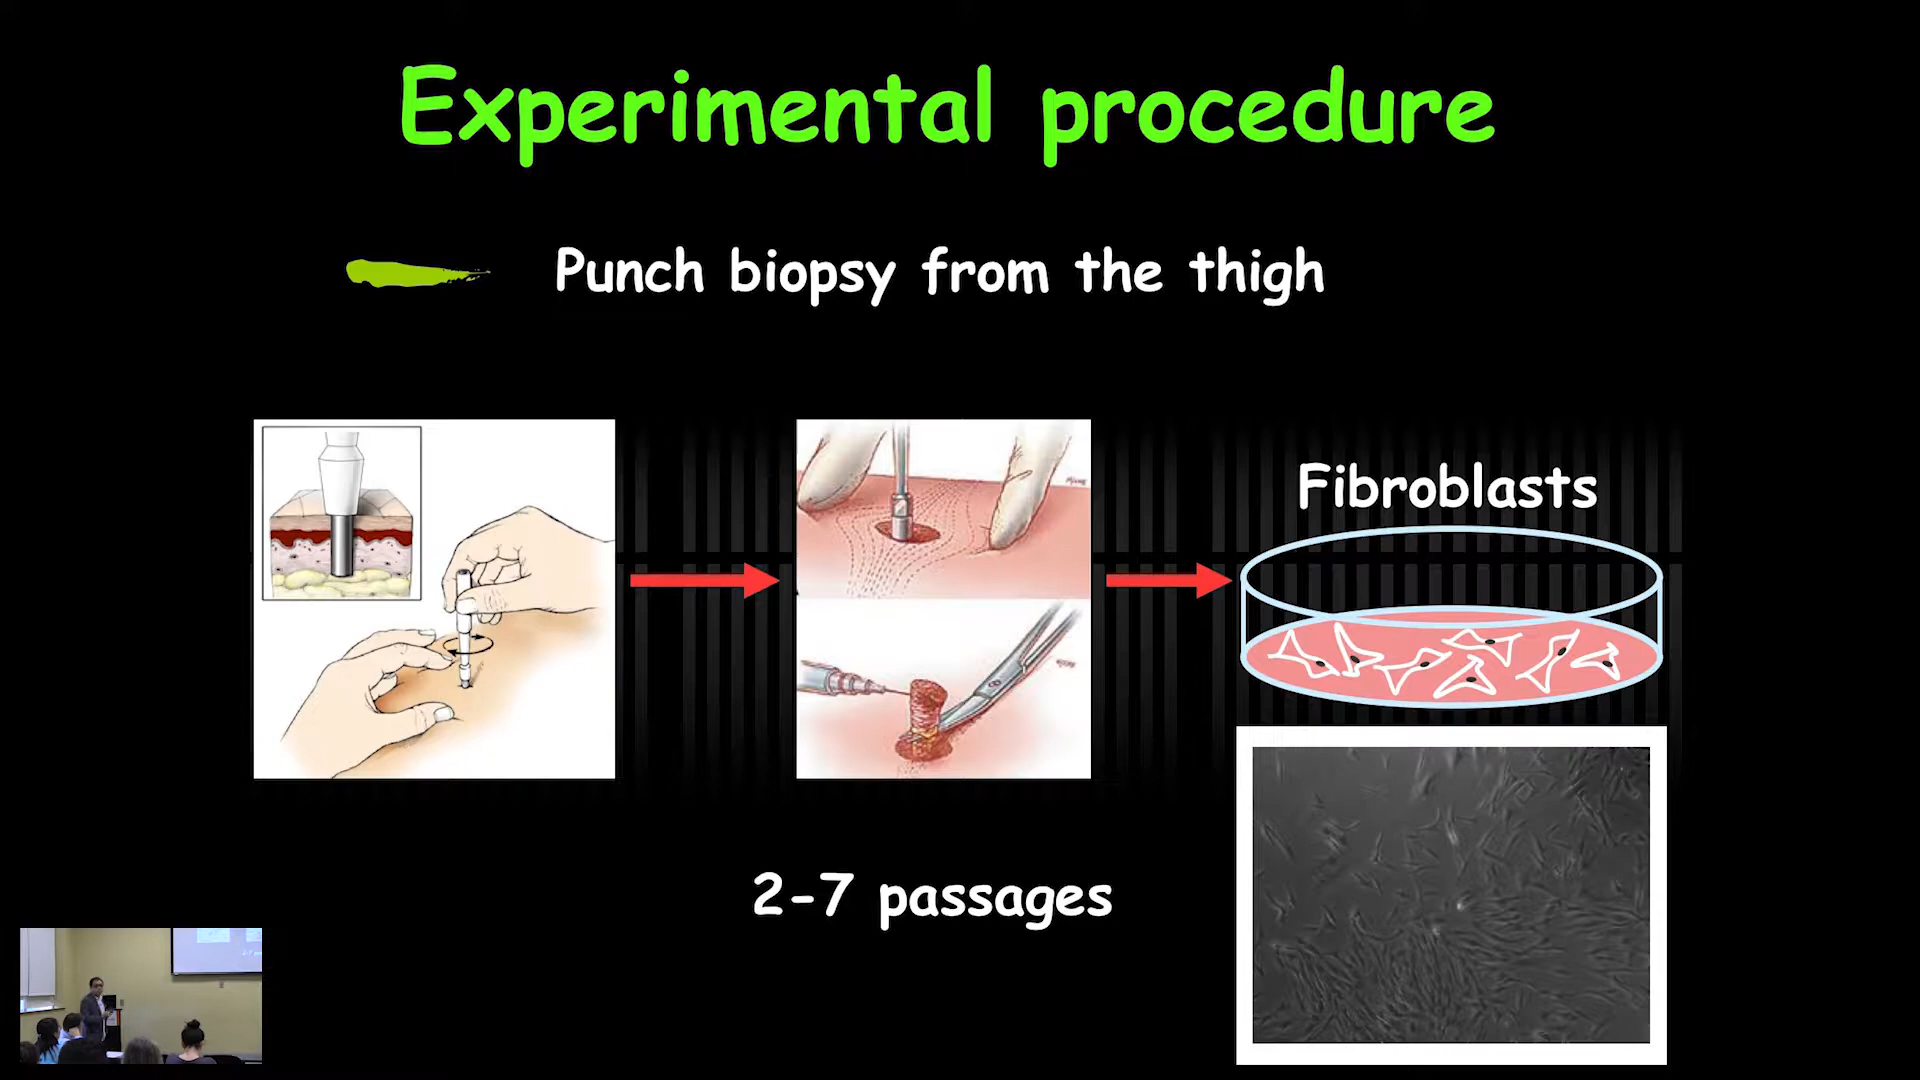 Experimental procedure
Punch biopsy from the thigh
Fibroblasts
2-7 passages